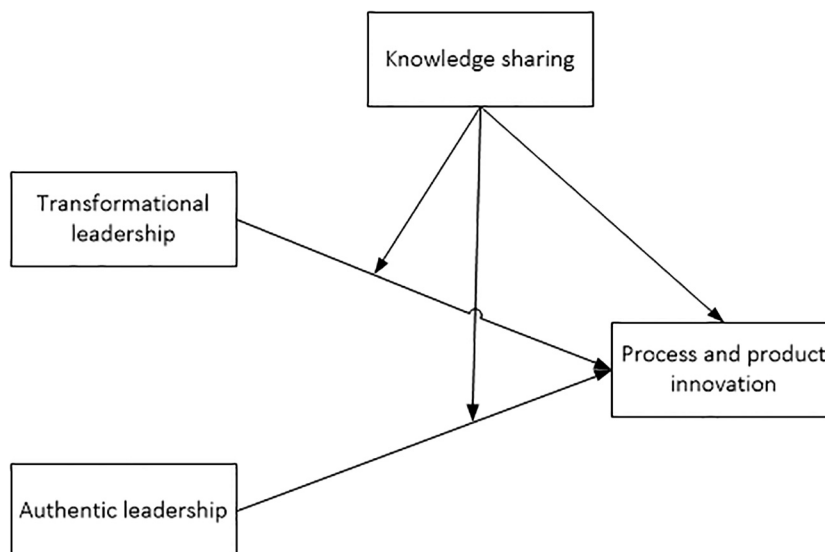 Knowledge sharing
Transformational
leadership
Process and product
innovation
Authentic leadership